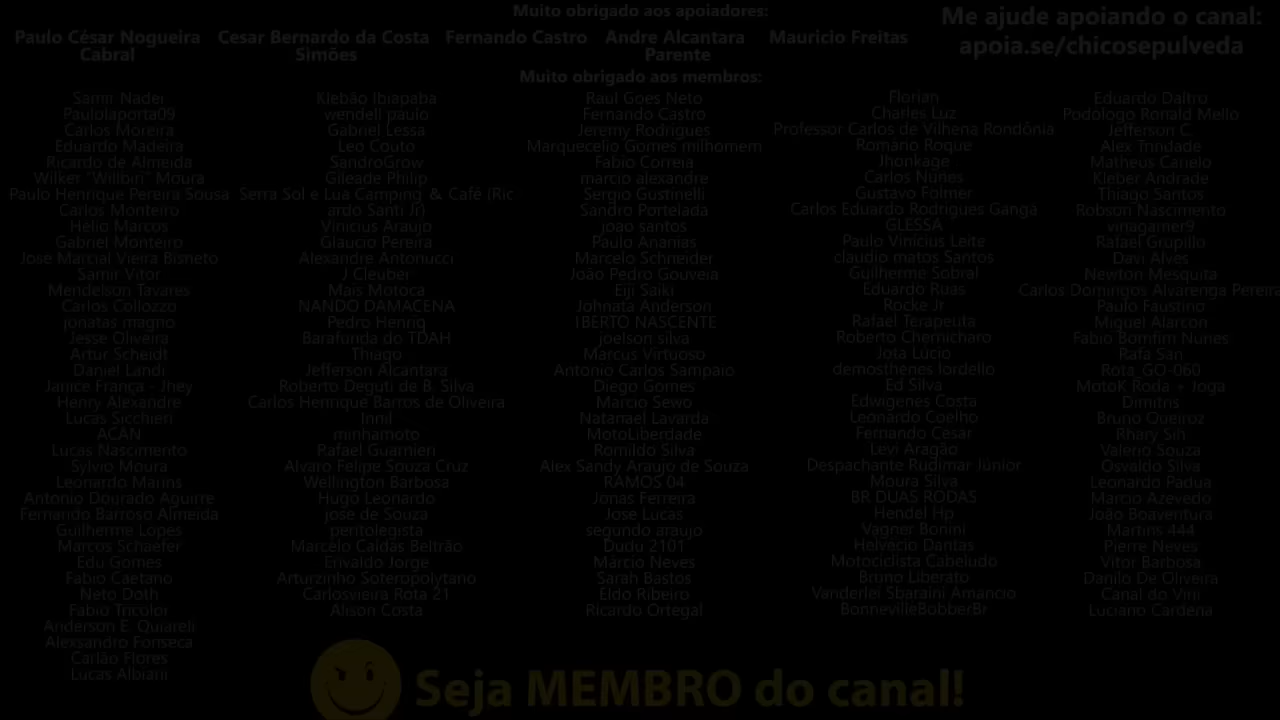 Muito obrigado aos apoiadores:
Me ajude apoiando o canal:
apoia.se/chicosepulveda
Paulo César Nogueira
Cabral
Cesar Bernardo da Costa
Simões
Fernando Castro
Andre Alcantara
Parente
Mauricio Freitas
Muito obrigado aos membros:
Samir Nader
Paulolaporta09
Carlos Moreira
Eduardo Madeira
Ricardo de Almeida
Wilker "Willbiri" Moura
Paulo Henrique Pereira Sousa
Carlos Monteiro
Hélio Marcos
Gabriel Monteiro
José Marcial Vieira Bisneto
Samir Vitor
Mendelson Tavares
Carlos Collozzo
jonatas magno
Jesse Oliveira
Artur Scheidt
Daniel Landi
Janice França - Jhey
Henry Alexandre
Lucas Sicchieri
ACÁN
Lucas Nascimento
Sylvio Moura
Leonardo Marins
Antonio Dourado Aguirre
Fernando Barroso Almeida
Guilherme Lopes
Marcos Schaefer
Edu Gomes
Fabio Caetano
Neto Doth
Fabio Tricolor
Anderson E. Quiareli
Alexsandro Fonseca
Carlão Flores
Lucas Albiani
Klebão Ibiapaba
wendell paulo
Gabriel Lessa
Leo Couto
SandroGrow
Gileade Philip
Serra Sol e Lua Camping & Café (Ric
ardo Santi Jr)
Vinicius Araujo
Glaucio Pereira
Alexandre Antonucci
J Cleuber
Mais Motoca
NANDO DAMACENA
Pedro Henriq
Barafunda do TDAH
Thiago
Jefferson Alcantara
Roberto Deguti de B. Silva
Carlos Henrique Barros de Oliveira
Innil
minhamoto
Rafael Guarnieri
Alvaro Felipe Souza Cruz
Wellington Barbosa
Hugo Leonardo
jose de Souza
pentolegista
Marcelo Caldas Beltrão
Erivaldo Jorge
Arturzinho Soteropolytano
Carlosvieira Rota 21
Alison Costa
Raul Goes Neto
Fernando Castro
Jeremy Rodrigues
Marquecelio Gomes milhomem
Fabio Correia
marcio alexandre
Sergio Gustinelli
Sandro Portelada
joao santos
Paulo Ananias
Marcelo Schneider
João Pedro Gouveia
Eiji Saiki
Johnata Anderson
IBERTO NASCENTE
joelson silva
Marcus Virtuoso
Antonio Carlos Sampaio
Diego Gomes
Marcio Sewo
Natanael Lavarda
MotoLiberdade
Romildo Silva
Alex Sandy Araujo de Souza
RAMOS 04
Jonas Ferreira
Jose Lucas
segundo araujo
Dudu 2101
Márcio Neves
Sarah Bastos
Eldo Ribeiro
Ricardo Ortegal
Florian
Charles Luz
Professor Carlos de Vilhena Rondônia
Romario Roque
Jhonkage
Carlos Nunes
Gustavo Folmer
Carlos Eduardo Rodrigues Ganga
GLESSA
Paulo Vinicius Leite
claudio matos Santos
Guilherme Sobral
Eduardo Ruas
Rocke Jr
Rafael Terapeuta
Roberto Chernicharo
Jota Lucio
demosthenes lordello
Ed Silva
Edwigenes Costa
Leonardo Coelho
Fernando Cesar
Levi Aragão
Despachante Rudimar Júnior
Moura Silva
BR DUAS RODAS
Hendel Hp
Vagner Bonini
Helvecio Dantas
Motociclista Cabeludo
Bruno Liberato
Vanderlei Sbaraini Amancio
BonnevilleBobberBr
Eduardo Daltro
Podologo Ronald Mello
Jefferson C.
Alex Trindade
Matheus Canelo
Kleber Andrade
Thiago Santos
Robson Nascimento
vinagamer9
Rafael Grupillo
Davi Alves
Newton Mesquita
Carlos Domingos Alvarenga Pereira
Paulo Faustino
Miguel Alarcon
Fabio Bomfim Nunes
Rafa San
Rota_GO-060
MotoK Roda + Joga
Dimitris
Bruno Queiroz
Rhary Sih
Valerio Souza
Osvaldo Silva
Leonardo Padua
Marcio Azevedo
João Boaventura
Martins 444
Pierre Neves
Vitor Barbosa
Danilo De Oliveira
Canal do Vini
Luciano Carderia
Seja MEMBRO do canal!